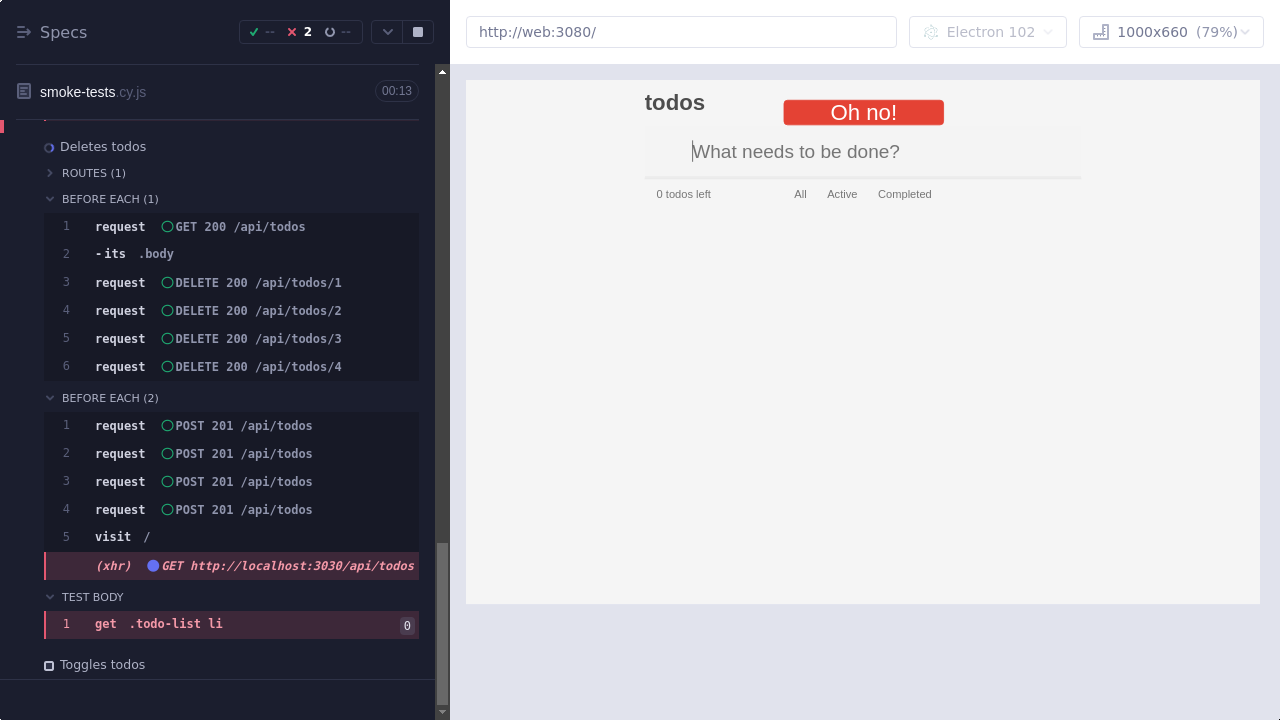 Specs
--
2
--
smoke-tests.cy.js
00:13
Deletes todos
ROUTES (1)
BEFORE EACH (1)
1 request GET 200 /api/todos
2 -its .body
3 request DELETE 200 /api/todos/1
4 request DELETE 200 /api/todos/2
5 request DELETE 200 /api/todos/3
6 request DELETE 200 /api/todos/4
BEFORE EACH (2)
1 request POST 201 /api/todos
2 request POST 201 /api/todos
3 request POST 201 /api/todos
4 request POST 201 /api/todos
5 visit /
(xhr) GET http://localhost:3030/api/todos
TEST BODY
1 get .todo-list li 0
Toggles todos
http://web:3080/
Electron 102
1000x660 (79%)
todos
Oh no!
What needs to be done?
0 todos left All Active Completed